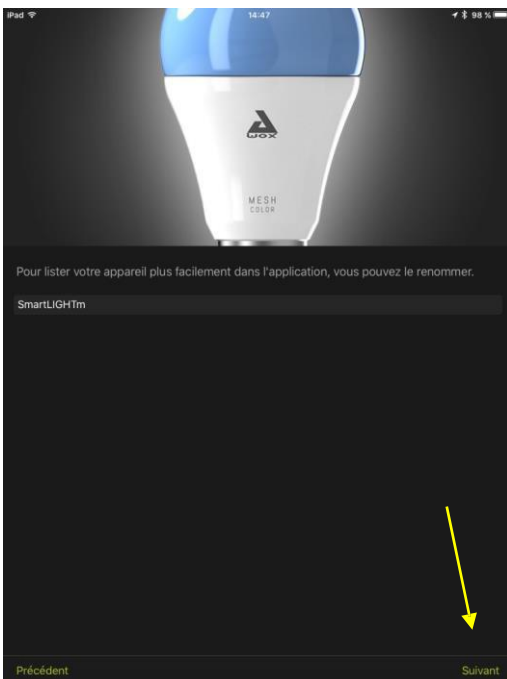 iPad 14:47 98 %
AWOX
MESH
COLOR
Pour lister votre appareil plus facilement dans l'application, vous pouvez le renommer.
SmartLIGHTm
Précédent Suivant